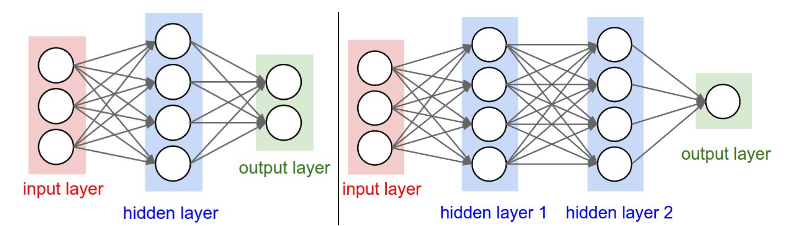 input layer
hidden layer
output layer
input layer
hidden layer 1
hidden layer 2
output layer